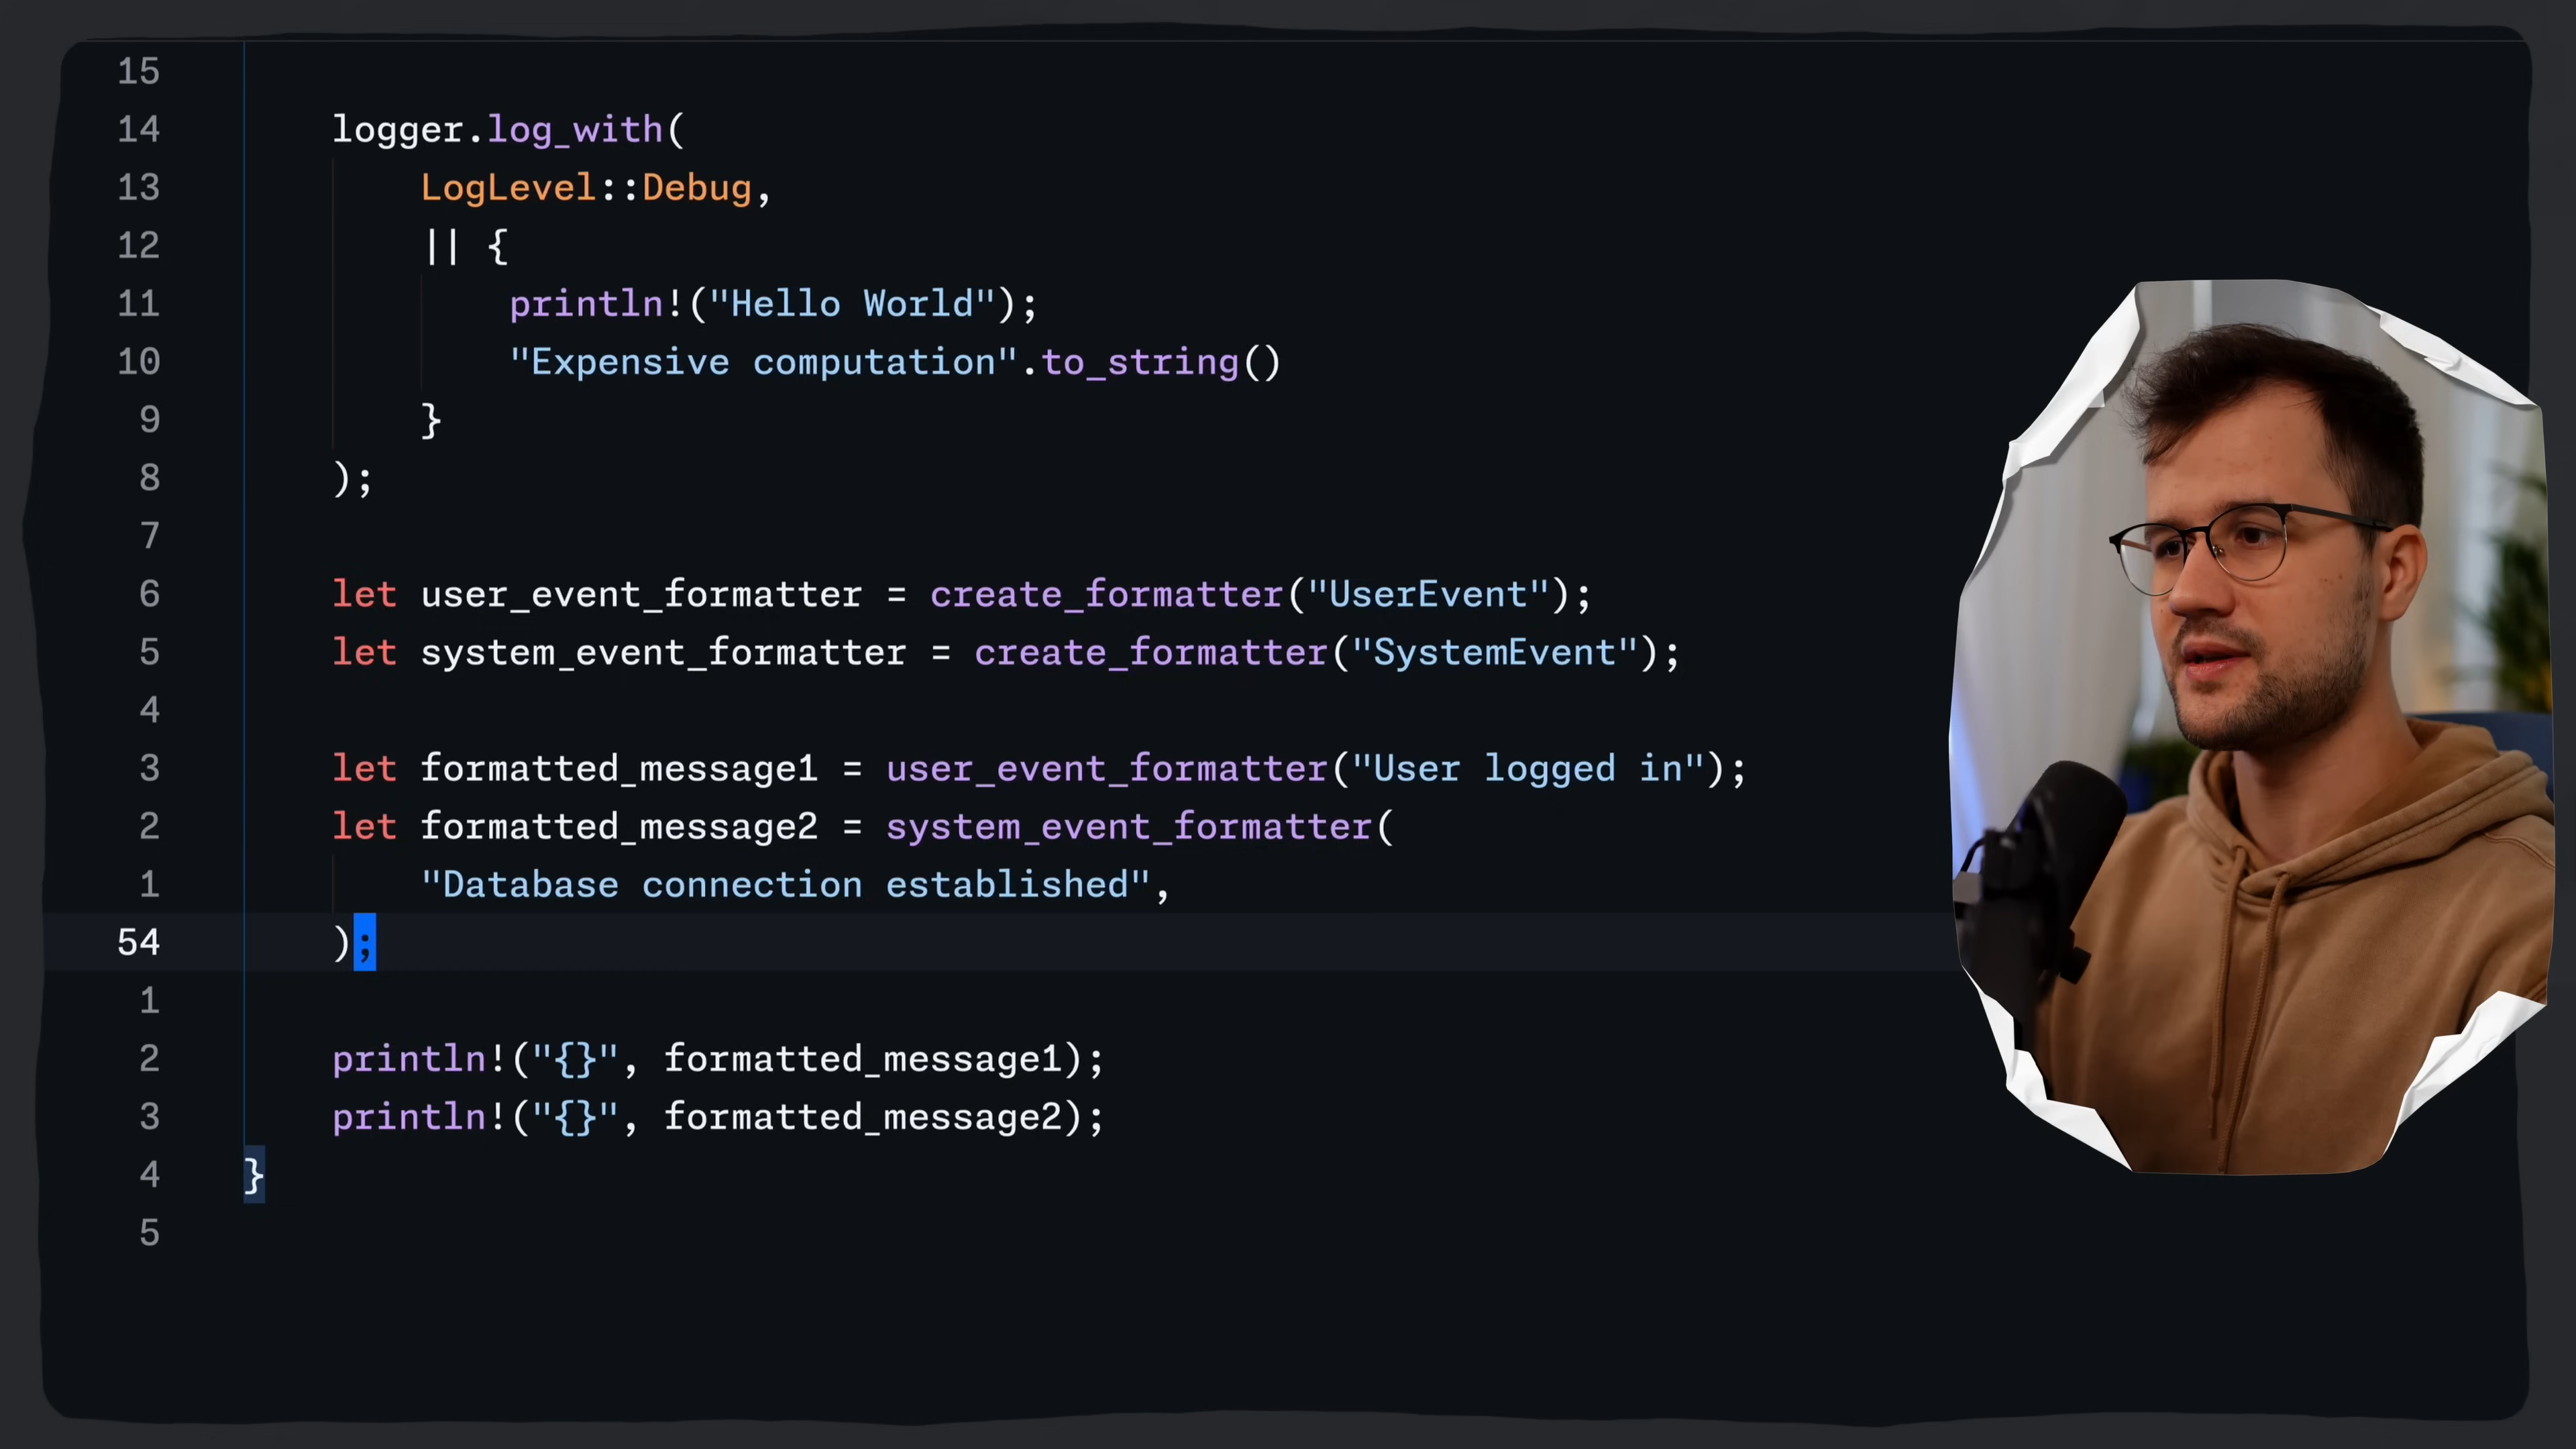 15
14 logger.log_with(
13 LogLevel::Debug,
12 || {
11 println!("Hello World");
10 "Expensive computation".to_string()
9 }
8 );
7
6 let user_event_formatter = create_formatter("UserEvent");
5 let system_event_formatter = create_formatter("SystemEvent");
4
3 let formatted_message1 = user_event_formatter("User logged in");
2 let formatted_message2 = system_event_formatter(
1 "Database connection established",
54 );
1
2 println!("{}", formatted_message1);
3 println!("{}", formatted_message2);
4 }
5